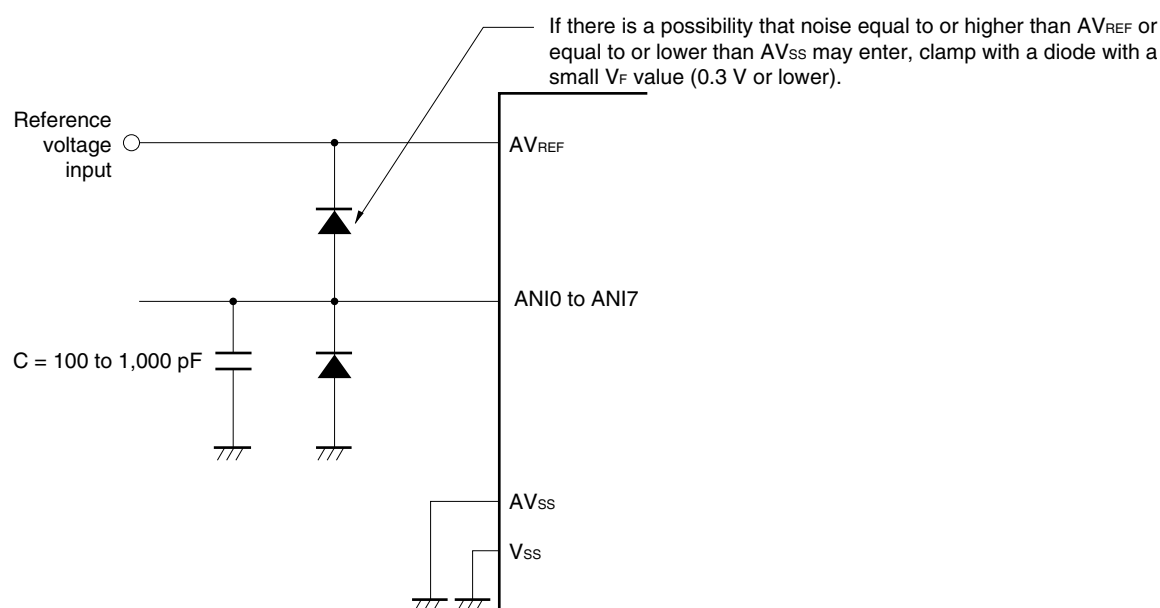 If there is a possibility that noise equal to or higher than AVREF or
equal to or lower than AVSS may enter, clamp with a diode with a
small VF value (0.3 V or lower).
Reference
voltage
input
AVREF
ANI0 to ANI7
C = 100 to 1,000 pF
AVSS
VSS